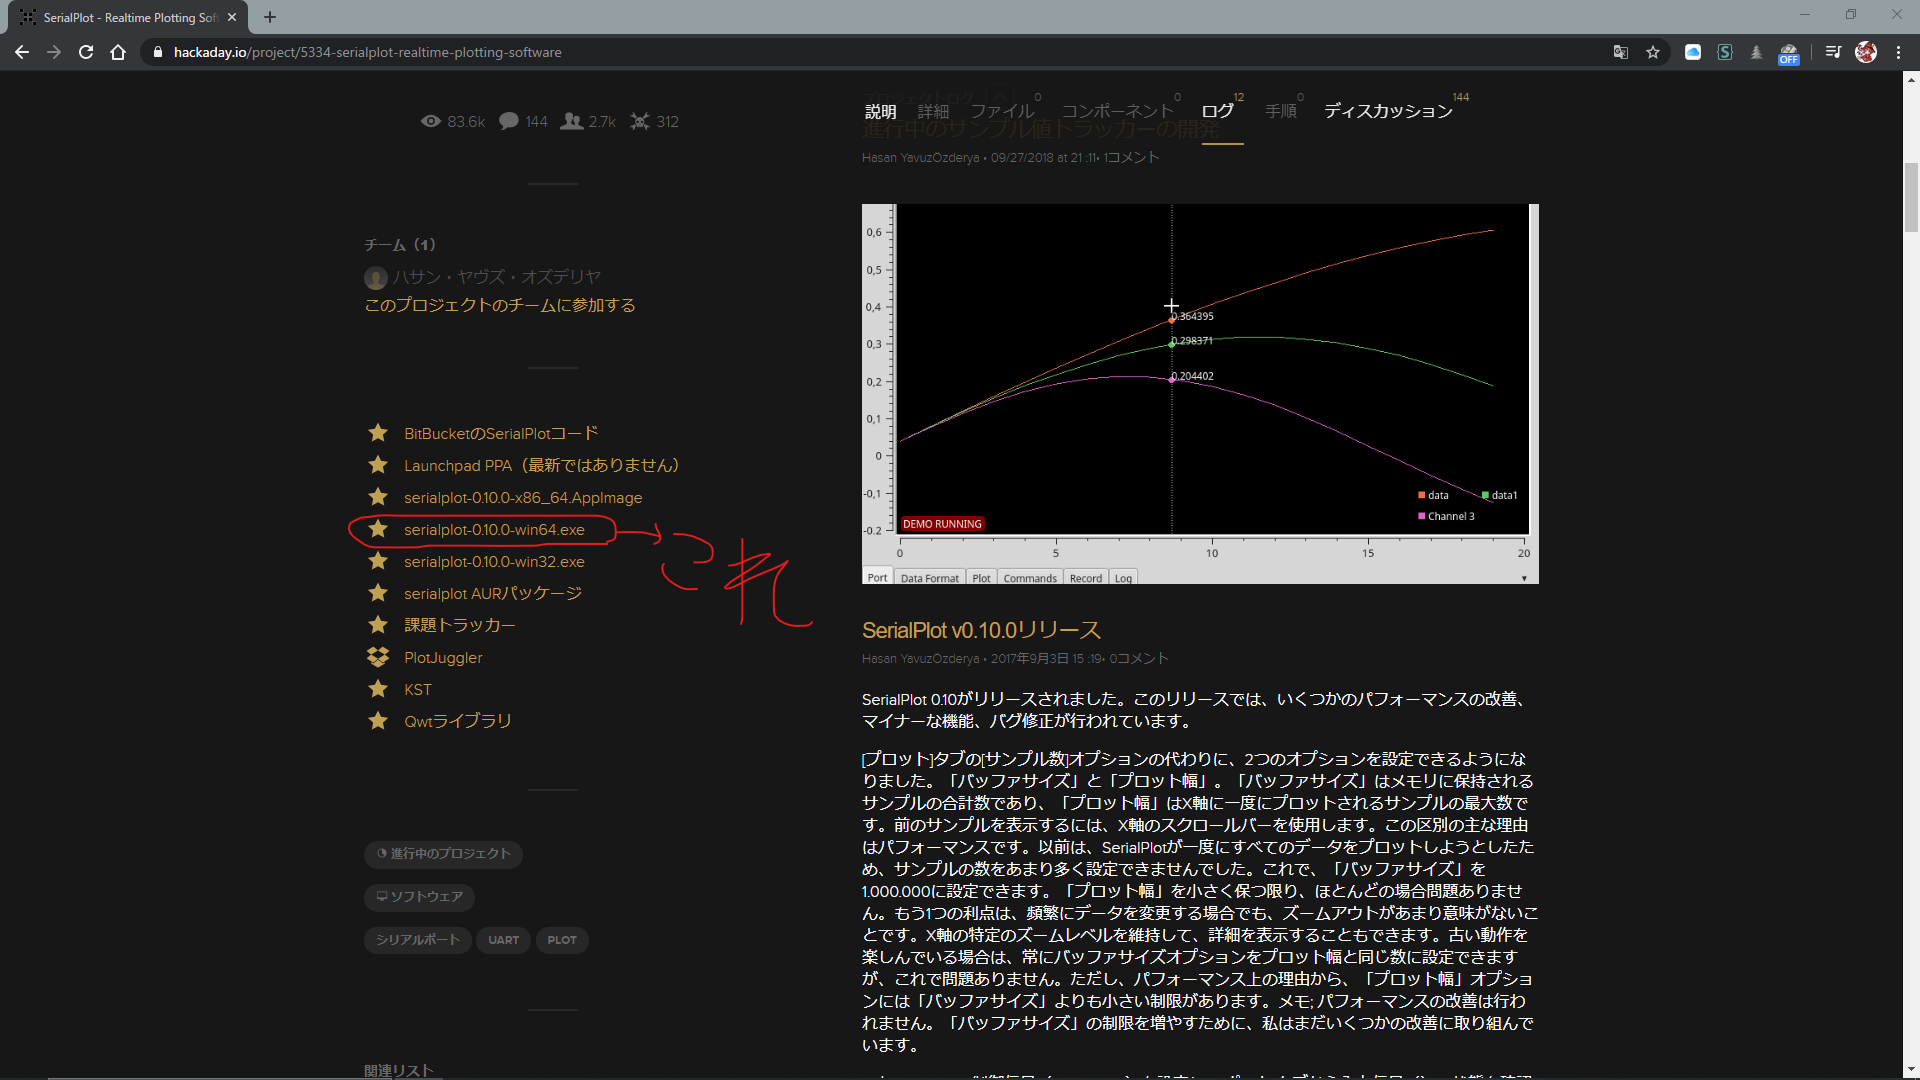 SerialPlot - Realtime Plotting Sof
hackaday.io/project/5334-serialplot-realtime-plotting-software
OFF
83.6k 144 2.7k 312
チーム（1）
ハサン・ヤヴズ・オズデリヤ
このプロジェクトのチームに参加する
BitBucketのSerialPlotコード
Launchpad PPA（最新ではありません）
serialplot-0.10.0-x86_64.AppImage
serialplot-0.10.0-win64.exe
これ
serialplot-0.10.0-win32.exe
serialplot AURパッケージ
課題トラッカー
PlotJuggler
KST
Qwtライブラリ
進行中のプロジェクト
ソフトウェア
シリアルポート UART PLOT
関連リスト
説明 詳細 ファイル 0 コンポーネント 0 ログ 12 手順 0 ディスカッション 144
進行中のサンプル値トラッカーの開発
Hasan YavuzÖzderya • 09/27/2018 at 21 :11• 1コメント
0,6
0,5
0,4
0,3
0,2
0,1
0
-0,1
-0.2
0.364395
0.298371
0.204402
data data1
Channel 3
DEMO RUNNING
0 5 10 15 20
Port Data Format Plot Commands Record Log
SerialPlot v0.10.0リリース
Hasan YavuzÖzderya • 2017年9月3日 15 :19• 0コメント
SerialPlot 0.10がリリースされました。このリリースでは、いくつかのパフォーマンスの改善、
マイナーな機能、バグ修正が行われています。
[プロット]タブの[サンプル数]オプションの代わりに、2つのオプションを設定できるようにな
りました。「バッファサイズ」と「プロット幅」。「バッファサイズ」はメモリに保持される
サンプルの合計数であり、「プロット幅」はX軸に一度にプロットされるサンプルの最大数で
す。前のサンプルを表示するには、X軸のスクロールバーを使用します。この区別の主な理由
はパフォーマンスです。以前は、SerialPlotが一度にすべてのデータをプロットしようとしたた
め、サンプルの数をあまり多く設定できませんでした。これで、「バッファサイズ」を
1.000.000に設定できます。「プロット幅」を小さく保つ限り、ほとんどの場合問題ありませ
ん。もう1つの利点は、頻繁にデータを変更する場合でも、ズームアウトがあまり意味がないこ
とです。X軸の特定のズームレベルを維持して、詳細を表示することもできます。古い動作を
楽しんでいる場合は、常にバッファサイズオプションをプロット幅と同じ数に設定できます
が、これで問題ありません。ただし、パフォーマンス上の理由から、「プロット幅」オプショ
ンには「バッファサイズ」よりも小さい制限があります。メモ; パフォーマンスの改善は行わ
れません。「バッファサイズ」の制限を増やすために、私はまだいくつかの改善に取り組んで
います。